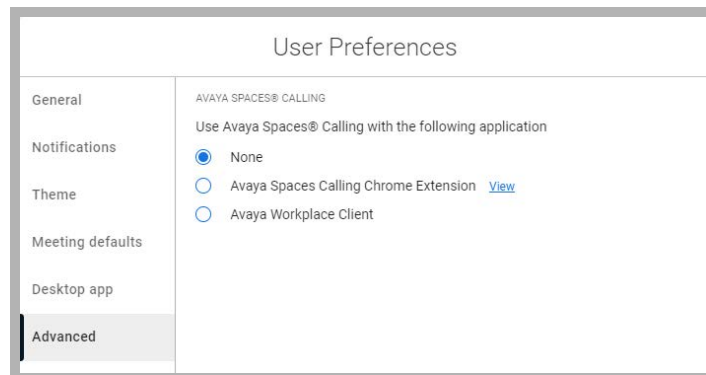 User Preferences
General
Notifications
Theme
Meeting defaults
Desktop app
Advanced
AVAYA SPACES® CALLING
Use Avaya Spaces® Calling with the following application
None
Avaya Spaces Calling Chrome Extension View
Avaya Workplace Client